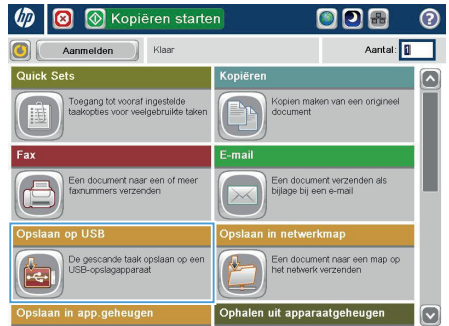 hp
Kopiëren starten
?
Anmelden
Klaar
Aantal: 1
Quick Sets
Toegang tot vooraf ingestelde
taakopties voor veelgebruikte taken
Kopiëren
Kopien maken van een origineel
document
Fax
Een document naar een of meer
faxnummers verzenden
E-mail
Een document verzenden als
bijlage bij een e-mail
Opslaan op USB
De gescande taak opslaan op een
USB-opslagapparaat
Opslaan in netwerkmap
Een document naar een map op
het netwerk verzenden
Opslaan in app.geheugen
Ophalen uit apparaatgeheugen